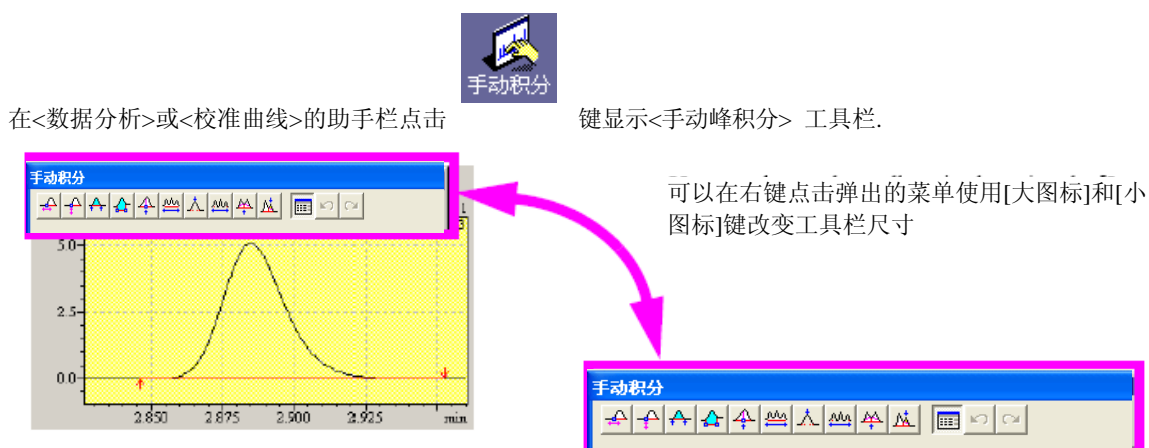 手动积分
在<数据分析>或<校准曲线>的助手栏点击 键显示<手动峰积分> 工具栏.
手动积分
可以在右键点击弹出的菜单使用[大图标]和[小
图标]键改变工具栏尺寸
5.0
2.5
0.0
2.850 2.875 2.900 2.925 min
手动积分